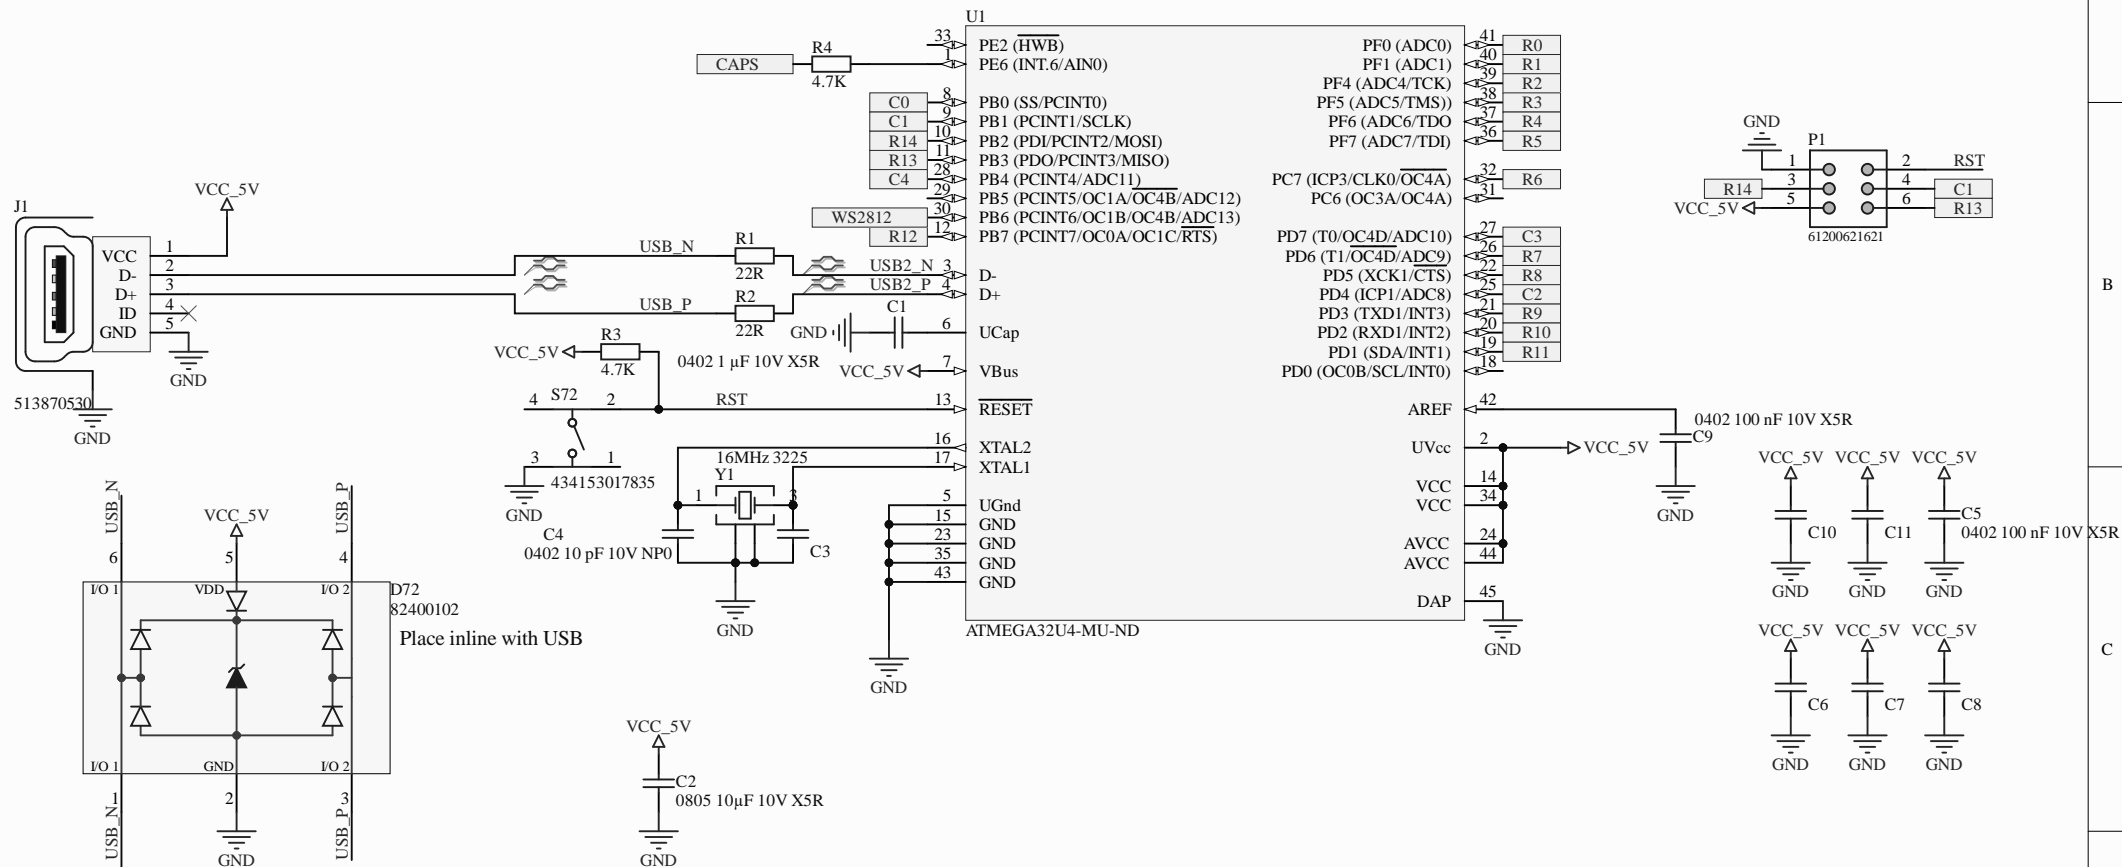 U1
33 PE2 (HWB)
CAPS R4 4.7K 1 PE6 (INT.6/AIN0)
C0 8 PB0 (SS/PCINT0)
C1 9 PB1 (PCINT1/SCLK)
R14 10 PB2 (PDI/PCINT2/MOSI)
R13 11 PB3 (PDO/PCINT3/MISO)
C4 28 PB4 (PCINT4/ADC11)
29 PB5 (PCINT5/OC1A/OC4B/ADC12)
WS2812 30 PB6 (PCINT6/OC1B/OC4B/ADC13)
R12 12 PB7 (PCINT7/OC0A/OC1C/RTS)
USB2_N 3 D-
USB2_P 4 D+
6 UCap
VCC_5V 7 VBus
RST 13 RESET
16 XTAL2
17 XTAL1
5 UGnd
15 GND
23 GND
35 GND
43 GND
GND
PF0 (ADC0) 41 R0
PF1 (ADC1) 40 R1
PF4 (ADC4/TCK) 39 R2
PF5 (ADC5/TMS)) 38 R3
PF6 (ADC6/TDO 37 R4
PF7 (ADC7/TDI) 36 R5
PC7 (ICP3/CLK0/OC4A) 32 R6
PC6 (OC3A/OC4A) 31
PD7 (T0/OC4D/ADC10) 27 C3
PD6 (T1/OC4D/ADC9) 26 R7
PD5 (XCK1/CTS) 22 R8
PD4 (ICP1/ADC8) 25 C2
PD3 (TXD1/INT3) 21 R9
PD2 (RXD1/INT2) 20 R10
PD1 (SDA/INT1) 19 R11
PD0 (OC0B/SCL/INT0) 18
AREF 42
UVcc 2 VCC_5V
VCC 14
VCC 34
AVCC 24
AVCC 44
DAP 45
GND
ATMEGA32U4-MU-ND
J1
VCC_5V
VCC 1
D- 2
D+ 3
ID 4
GND 5
GND
513870530
GND
USB_N R1
22R
USB_P R2
22R
C1
GND
0402 1 µF 10V X5R
R3
VCC_5V
4.7K
S72
4 2
3 1
434153017835
GND
16MHz 3225
Y1
1 3
C4
0402 10 pF 10V NP0
C3
GND
USB_N
6
VCC_5V
5
USB_P
4
I/O 1 VDD I/O 2
D72
82400102
Place inline with USB
I/O 1 GND I/O 2
1 2 3
USB_N
GND
USB_P
VCC_5V
C2
0805 10µF 10V X5R
GND
GND
P1
1 2 RST
R14 3 4 C1
VCC_5V 5 6 R13
61200621621
0402 100 nF 10V X5R
C9
GND
VCC_5V VCC_5V VCC_5V
C10 C11 C5
0402 100 nF 10V X5R
GND GND GND
VCC_5V VCC_5V VCC_5V
C6 C7 C8
GND GND GND
B
C